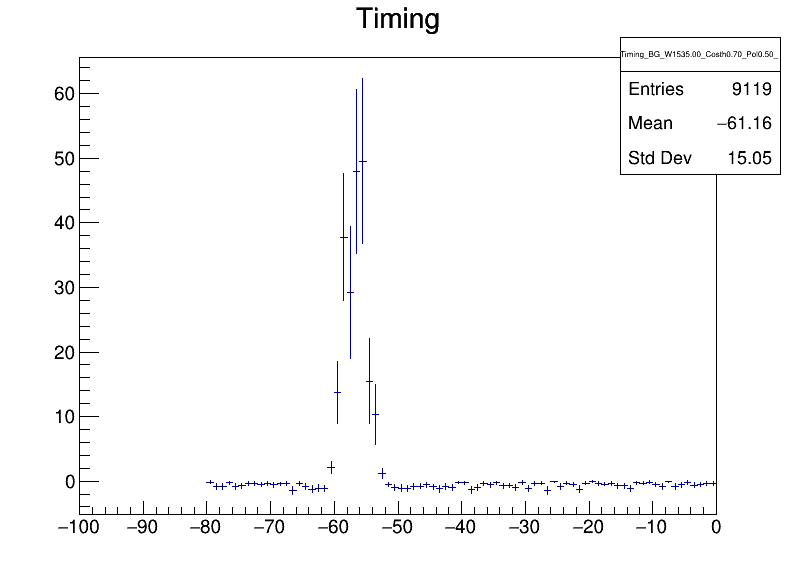 Timing
Timing_BG_W1535.00_Costh0.70_Pol0.50_
Entries 9119
Mean −61.16
Std Dev 15.05
60
50
40
30
20
10
0
−100 −90 −80 −70 −60 −50 −40 −30 −20 −10 0